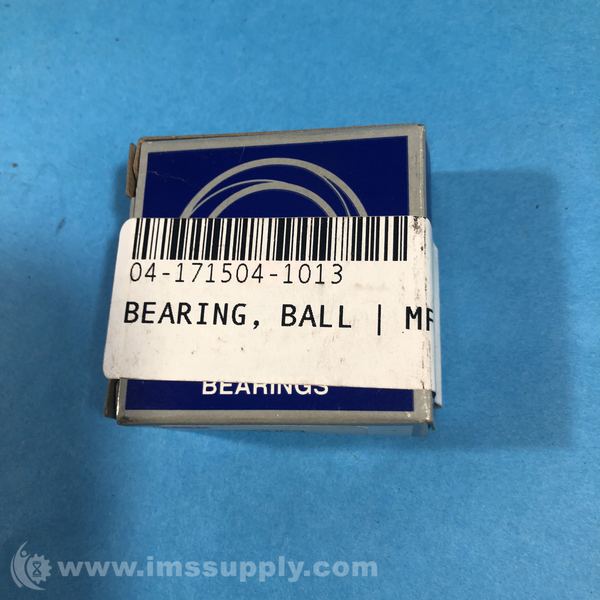 04-171504-1013
BEARING, BALL | MF
BEARINGS
www.imssupply.com